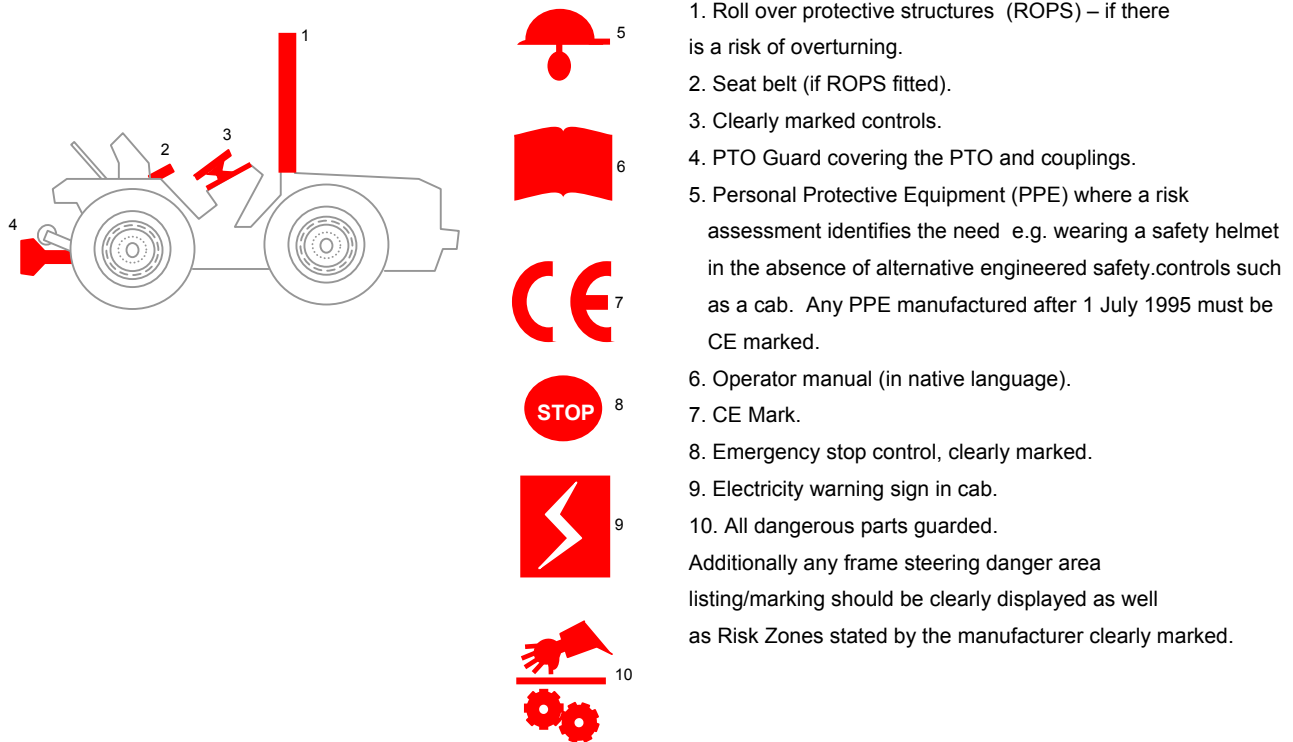 1
2
3
4
5
6
CE
7
STOP
8
9
10
1. Roll over protective structures (ROPS) – if there
is a risk of overturning.
2. Seat belt (if ROPS fitted).
3. Clearly marked controls.
4. PTO Guard covering the PTO and couplings.
5. Personal Protective Equipment (PPE) where a risk
assessment identifies the need e.g. wearing a safety helmet
in the absence of alternative engineered safety.controls such
as a cab. Any PPE manufactured after 1 July 1995 must be
CE marked.
6. Operator manual (in native language).
7. CE Mark.
8. Emergency stop control, clearly marked.
9. Electricity warning sign in cab.
10. All dangerous parts guarded.
Additionally any frame steering danger area
listing/marking should be clearly displayed as well
as Risk Zones stated by the manufacturer clearly marked.